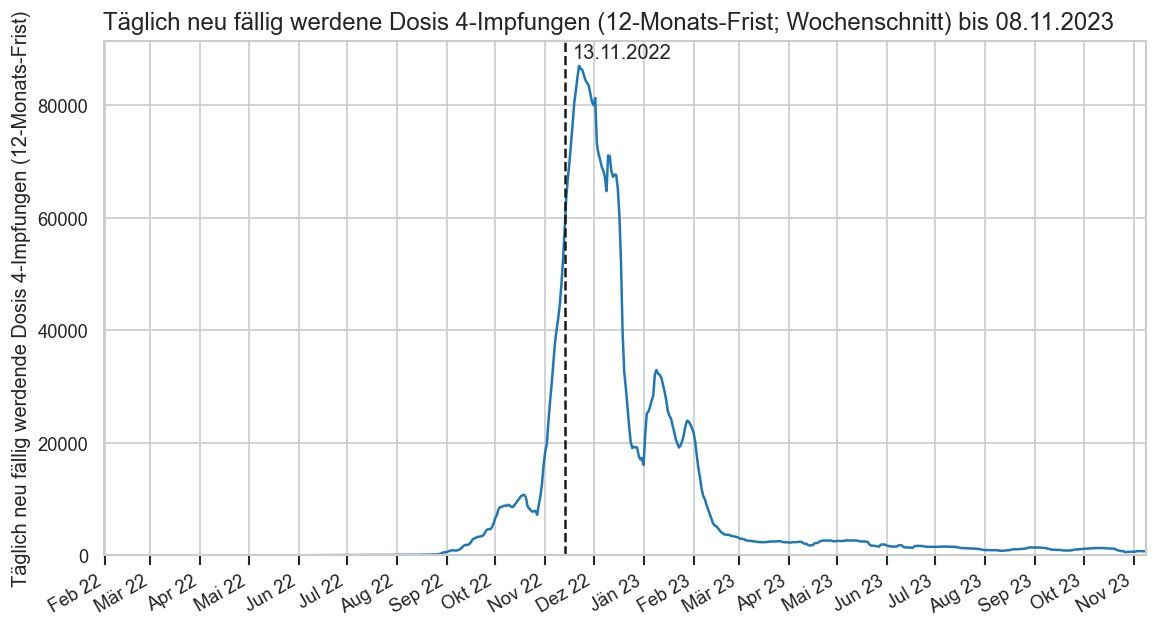 Täglich neu fällig werdene Dosis 4-Impfungen (12-Monats-Frist; Wochenschnitt) bis 08.11.2023
Täglich neu fällig werdende Dosis 4-Impfungen (12-Monats-Frist)
13.11.2022
80000
60000
40000
20000
0
Feb 22
Mär 22
Apr 22
Mai 22
Jun 22
Jul 22
Aug 22
Sep 22
Okt 22
Nov 22
Dez 22
Jän 23
Feb 23
Mär 23
Apr 23
Mai 23
Jun 23
Jul 23
Aug 23
Sep 23
Okt 23
Nov 23